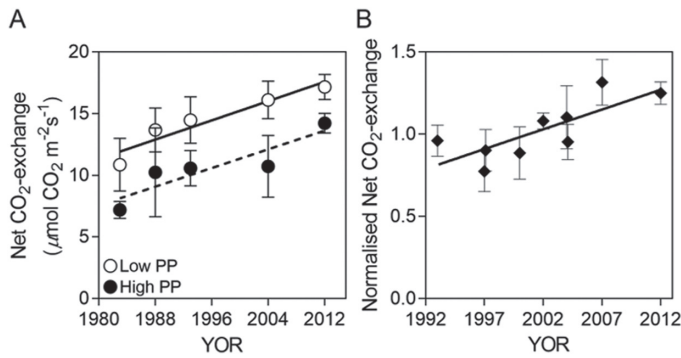 A
Net CO2-exchange
(μmol CO2 m-2s-1)
20
15
10
5
0
Low PP
High PP
1980 1988 1996 2004 2012
YOR
B
Normalised Net CO2-exchange
1.5
1.0
0.5
0.0
1992 1997 2002 2007 2012
YOR